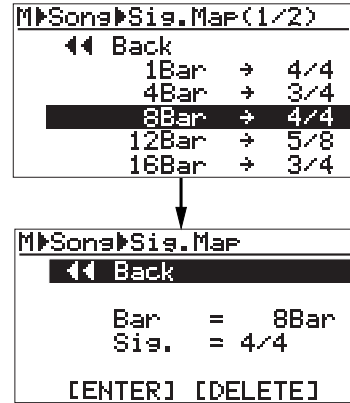 M▶Song▶Sig.Map(1/2)
◀◀ Back
1Bar → 4/4
4Bar → 3/4
8Bar → 4/4
12Bar → 5/8
16Bar → 3/4
M▶Song▶Sig.Map
◀◀ Back
Bar = 8Bar
Sig. = 4/4
[ENTER] [DELETE]